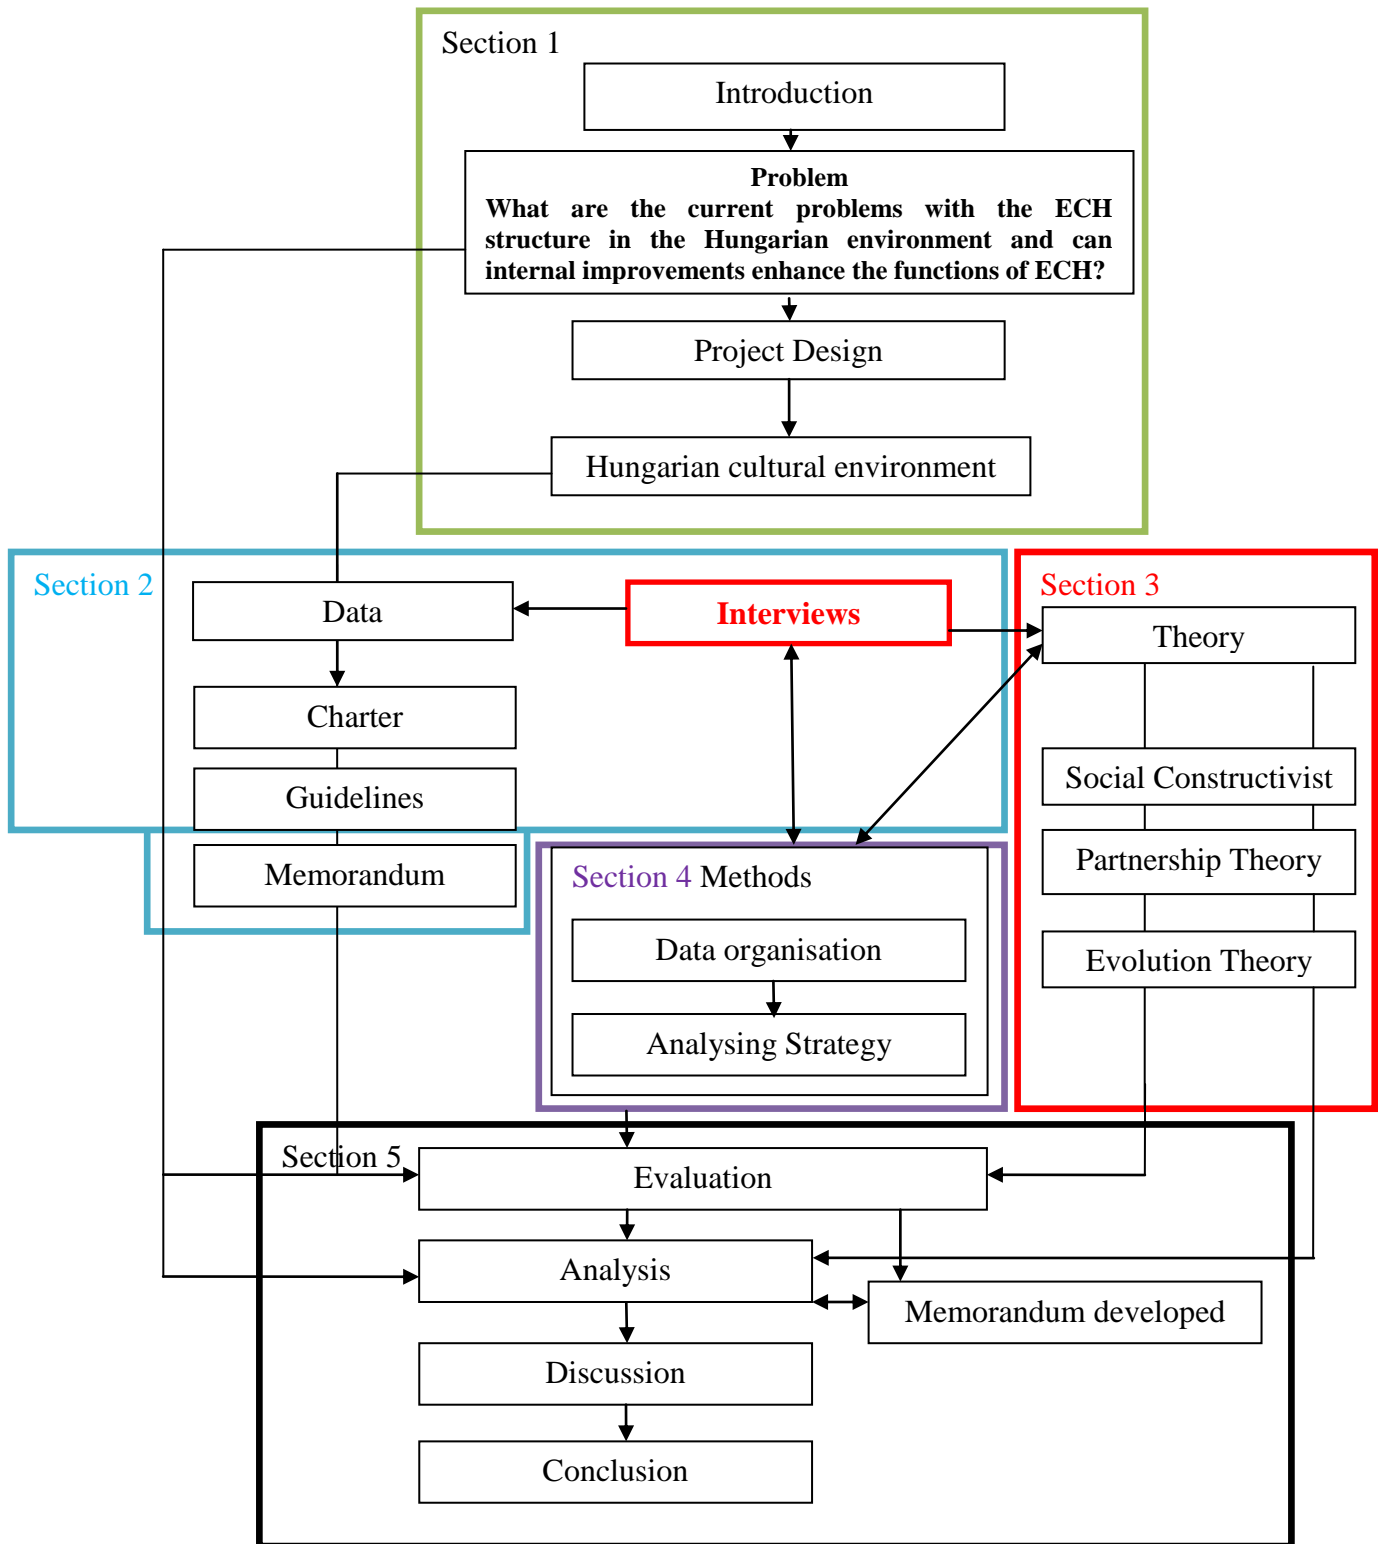 Section 1
Introduction
Problem
What are the current problems with the ECH
structure in the Hungarian environment and can
internal improvements enhance the functions of ECH?
Project Design
Hungarian cultural environment
Section 2
Data
Interviews
Charter
Guidelines
Memorandum
Section 3
Theory
Social Constructivist
Partnership Theory
Evolution Theory
Section 4 Methods
Data organisation
Analysing Strategy
Section 5
Evaluation
Analysis
Memorandum developed
Discussion
Conclusion